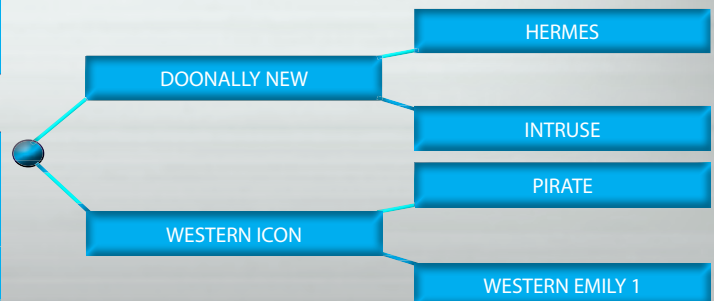 HERMES
DOONALLY NEW
INTRUSE
PIRATE
WESTERN ICON
WESTERN EMILY 1